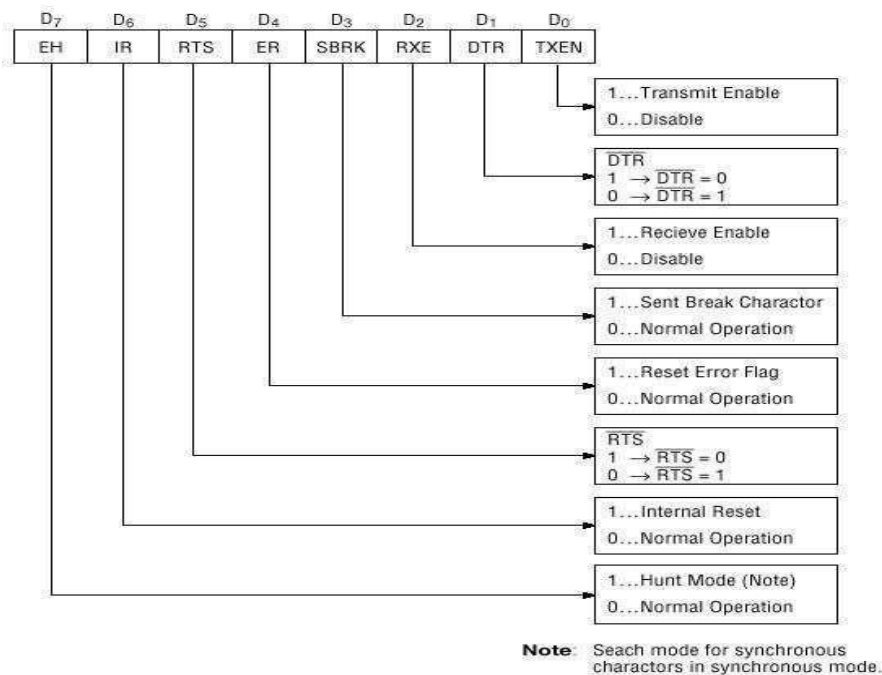 D7 D6 D5 D4 D3 D2 D1 D0
EH IR RTS ER SBRK RXE DTR TXEN
1...Transmit Enable
0...Disable
DTR
1 → DTR = 0
0 → DTR = 1
1...Recieve Enable
0...Disable
1...Sent Break Charactor
0...Normal Operation
1...Reset Error Flag
0...Normal Operation
RTS
1 → RTS = 0
0 → RTS = 1
1...Internal Reset
0...Normal Operation
1...Hunt Mode (Note)
0...Normal Operation
Note: Seach mode for synchronous
charactors in synchronous mode.